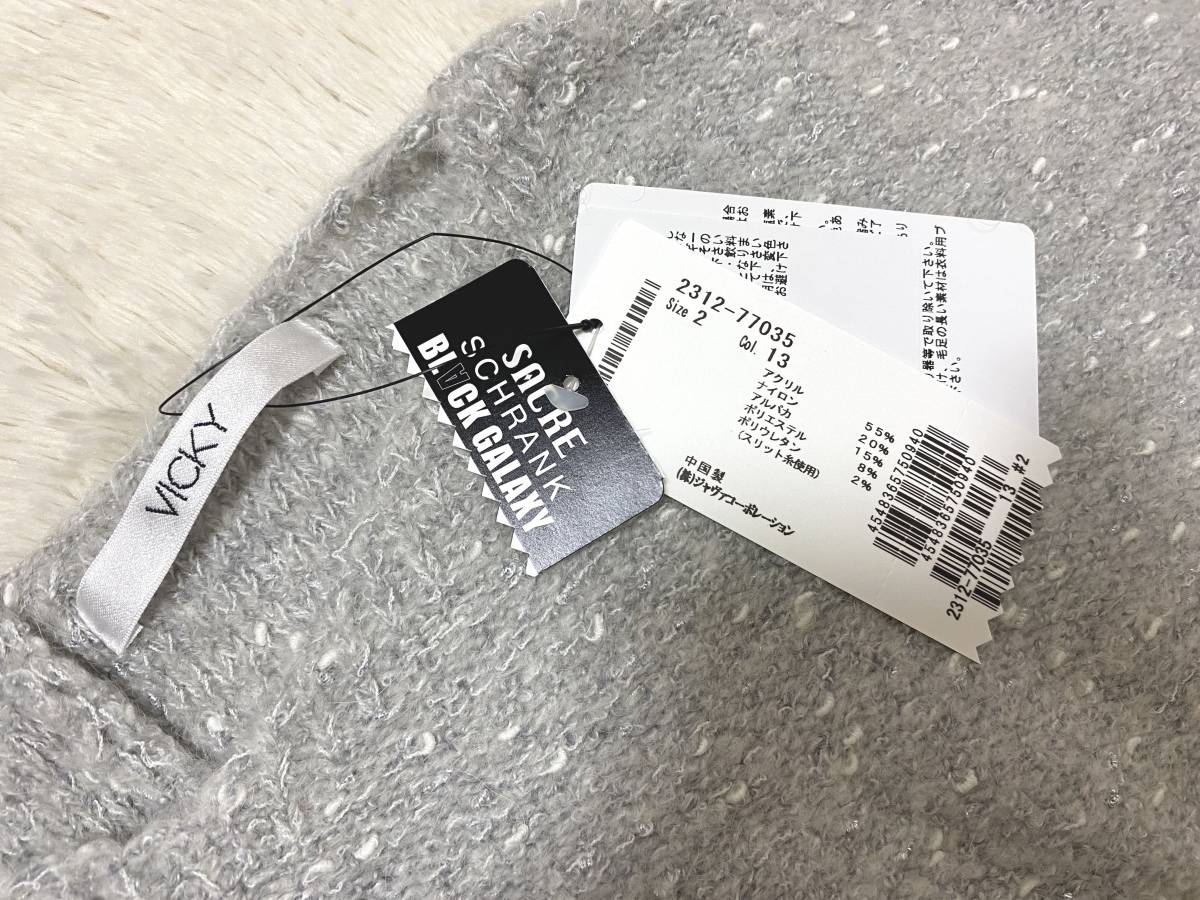 VICKY
SACRE
SCHRANK
BLACK GALAXY
2312-77035
Size 2
Col. 13
アクリル 55%
ナイロン 20%
アルパカ 15%
ポリエステル 8%
ポリウレタン 2%
(スリット糸使用)
中国製
(株)ジャヴァコーポレーション
4548365750940
4548365750940
2312-77035 13 #2
器等で取り除いて下さい。
け、毛足の長い素材は衣料用ブ
さい。